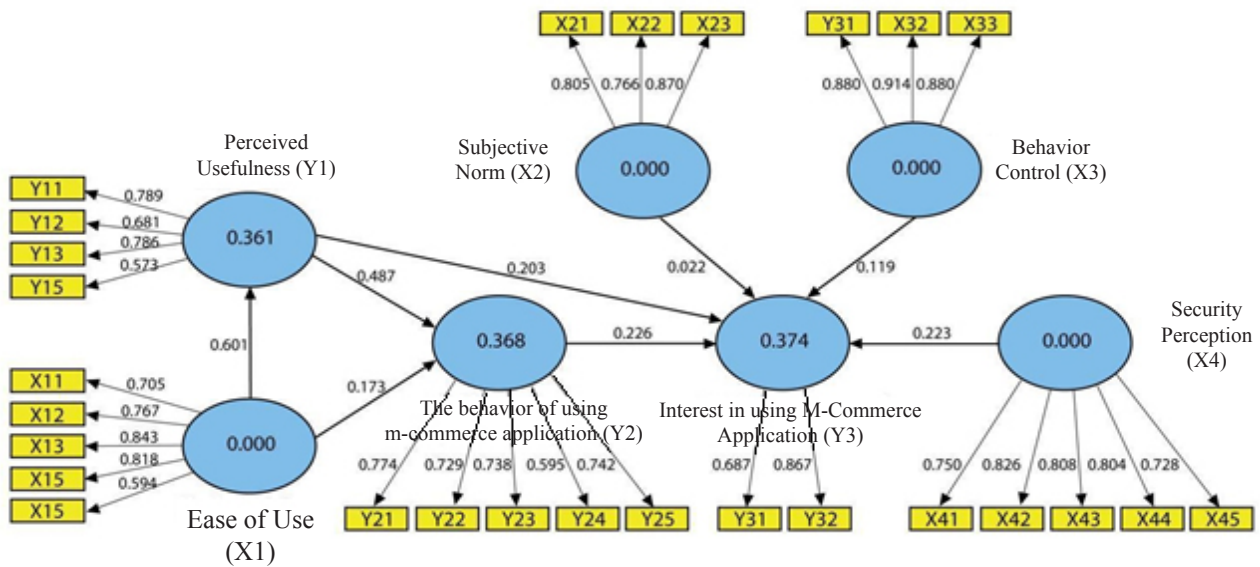 X21 X22 X23
Y31 X32 X33
0.805 0.766 0.870
0.880 0.914 0.880
Perceived
Usefulness (Y1)
Subjective
Norm (X2)
0.000
0.000
Behavior
Control (X3)
Y11
Y12
Y13
Y15
0.789
0.681
0.786
0.573
0.361
0.487
0.203
0.022
0.119
0.601
0.173
0.368
0.226
0.374
0.223
0.000
Security
Perception
(X4)
X11
X12
X13
X15
X15
0.705
0.767
0.843
0.818
0.594
0.000
Ease of Use
(X1)
The behavior of using
m-commerce application (Y2)
Interest in using M-Commerce
Application (Y3)
0.774 0.729 0.738 0.595 0.742
0.687 0.867
0.750 0.826 0.808 0.804 0.728
Y21 Y22 Y23 Y24 Y25
Y31 Y32
X41 X42 X43 X44 X45